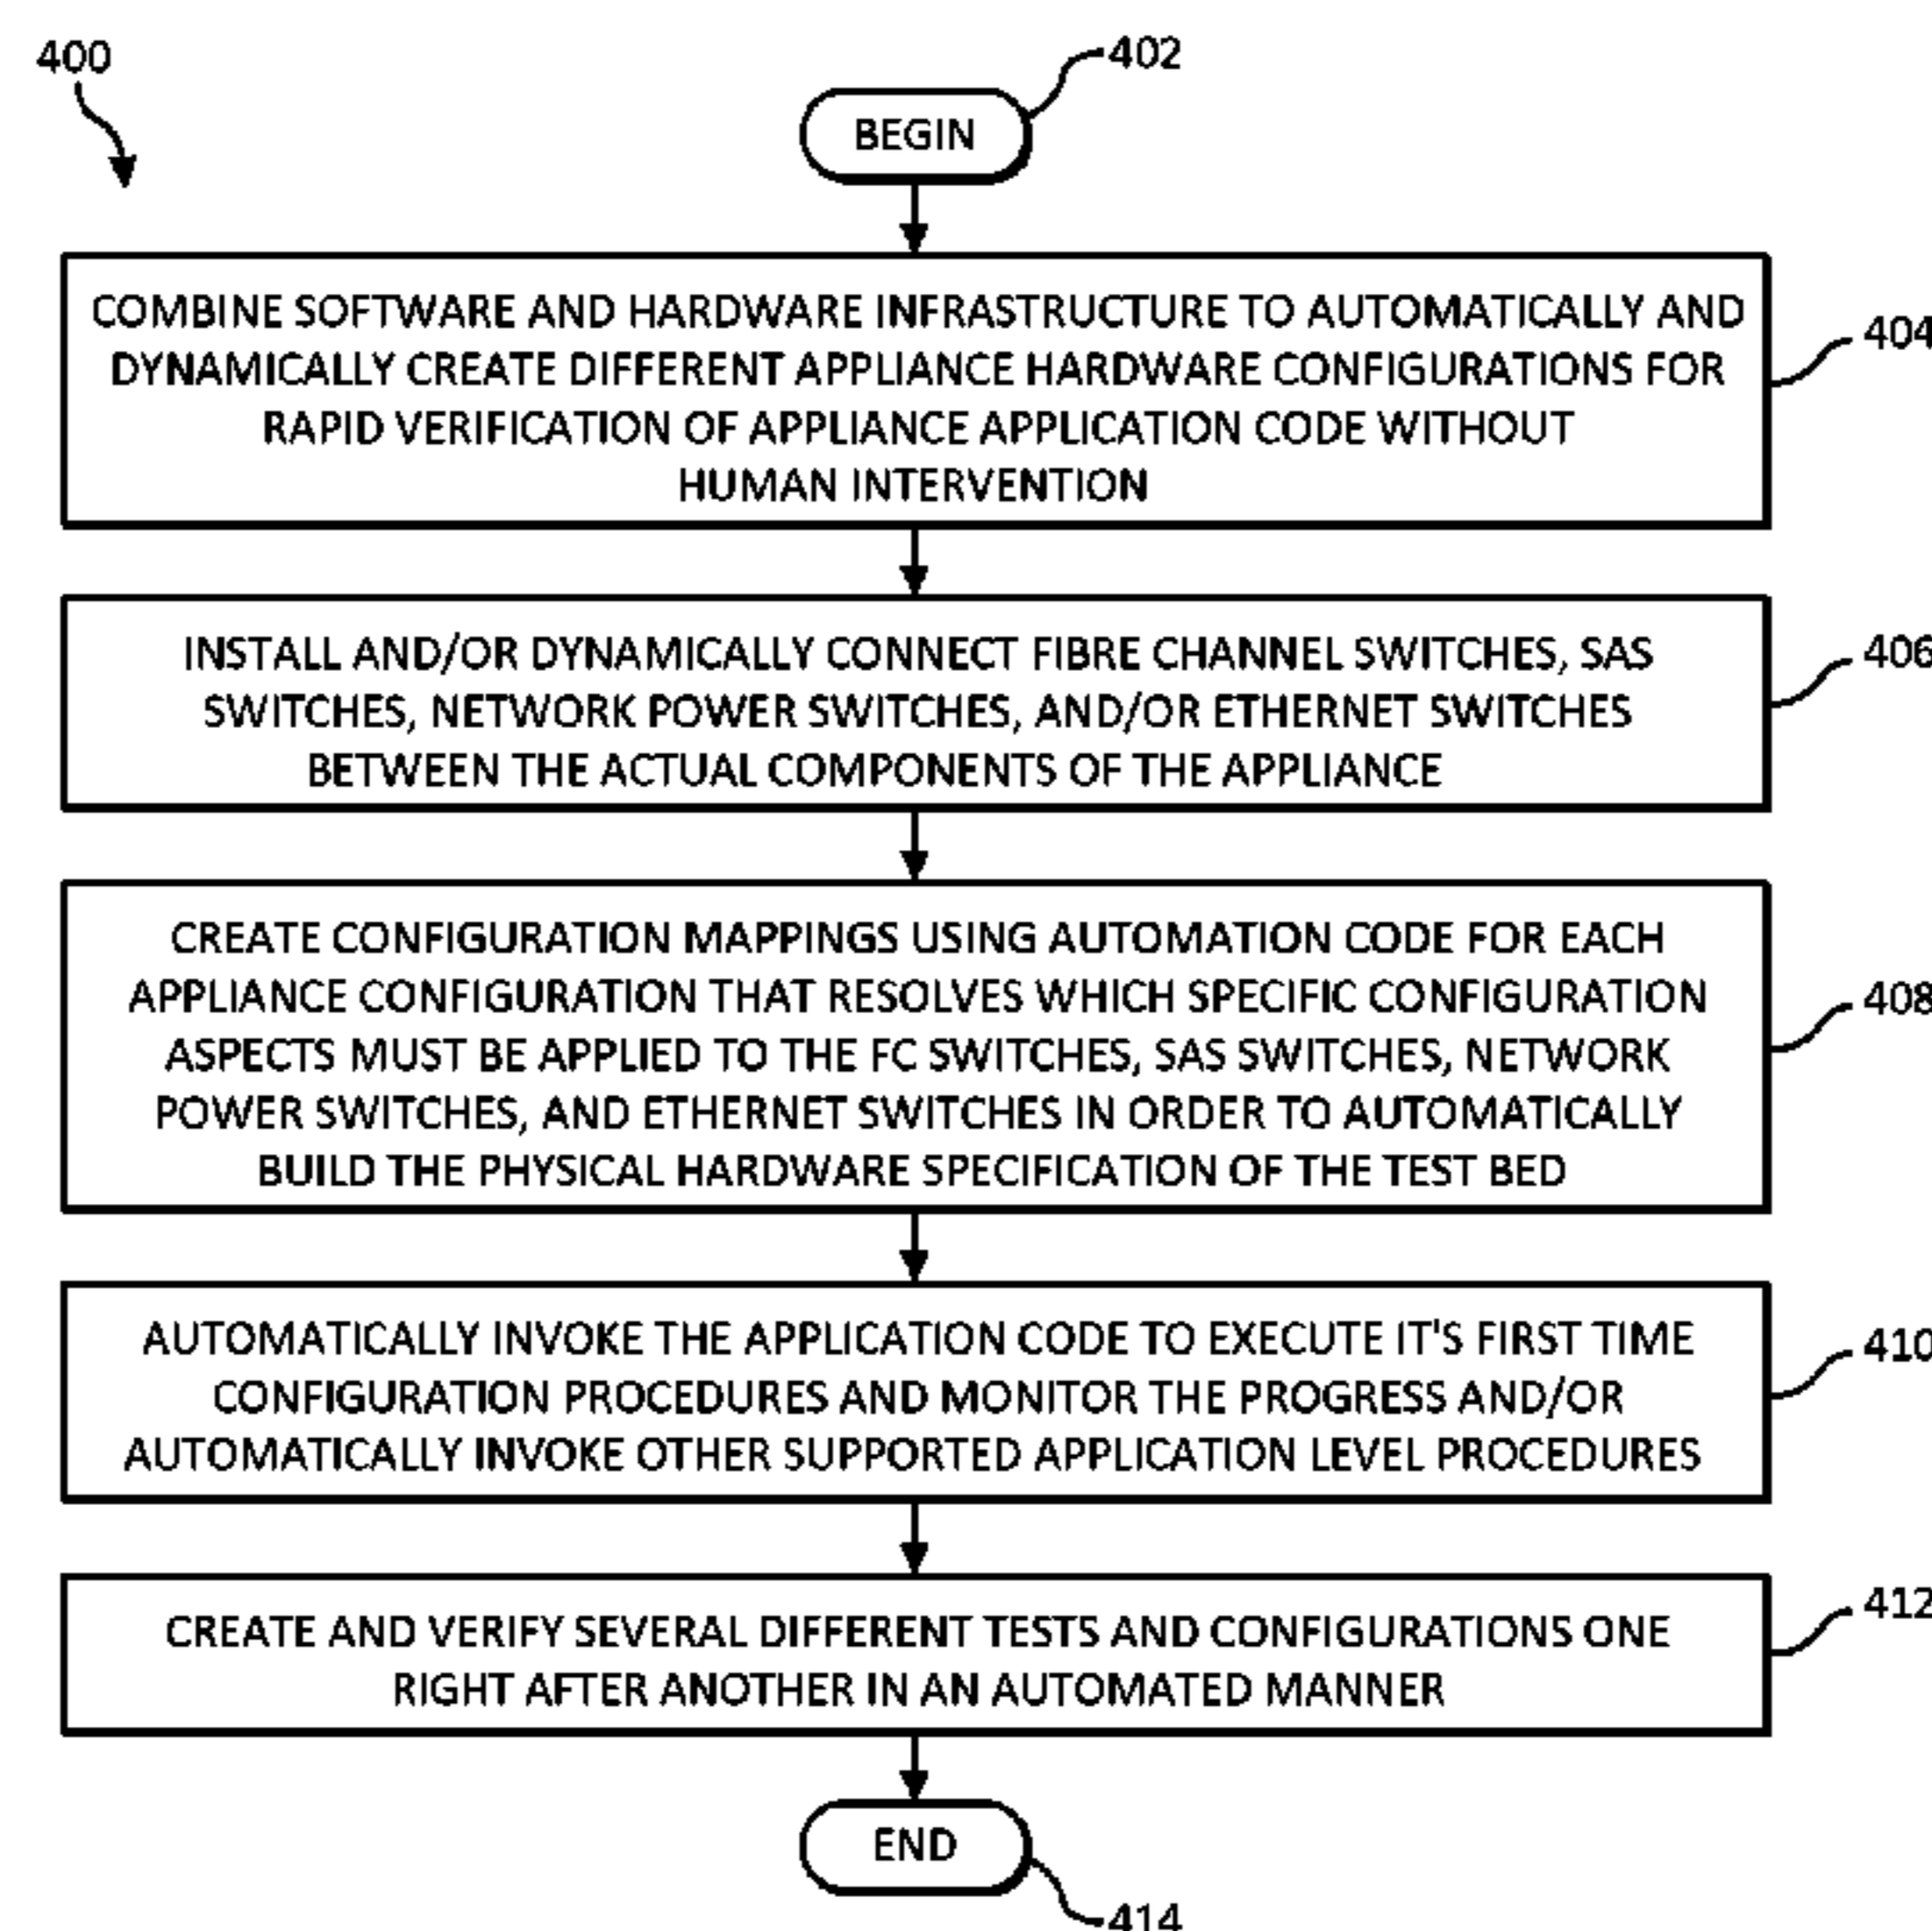 400
402
BEGIN
COMBINE SOFTWARE AND HARDWARE INFRASTRUCTURE TO AUTOMATICALLY AND
DYNAMICALLY CREATE DIFFERENT APPLIANCE HARDWARE CONFIGURATIONS FOR
RAPID VERIFICATION OF APPLIANCE APPLICATION CODE WITHOUT
HUMAN INTERVENTION
404
INSTALL AND/OR DYNAMICALLY CONNECT FIBRE CHANNEL SWITCHES, SAS
SWITCHES, NETWORK POWER SWITCHES, AND/OR ETHERNET SWITCHES
BETWEEN THE ACTUAL COMPONENTS OF THE APPLIANCE
406
CREATE CONFIGURATION MAPPINGS USING AUTOMATION CODE FOR EACH
APPLIANCE CONFIGURATION THAT RESOLVES WHICH SPECIFIC CONFIGURATION
ASPECTS MUST BE APPLIED TO THE FC SWITCHES, SAS SWITCHES, NETWORK
POWER SWITCHES, AND ETHERNET SWITCHES IN ORDER TO AUTOMATICALLY
BUILD THE PHYSICAL HARDWARE SPECIFICATION OF THE TEST BED
408
AUTOMATICALLY INVOKE THE APPLICATION CODE TO EXECUTE IT'S FIRST TIME
CONFIGURATION PROCEDURES AND MONITOR THE PROGRESS AND/OR
AUTOMATICALLY INVOKE OTHER SUPPORTED APPLICATION LEVEL PROCEDURES
410
CREATE AND VERIFY SEVERAL DIFFERENT TESTS AND CONFIGURATIONS ONE
RIGHT AFTER ANOTHER IN AN AUTOMATED MANNER
412
END
414